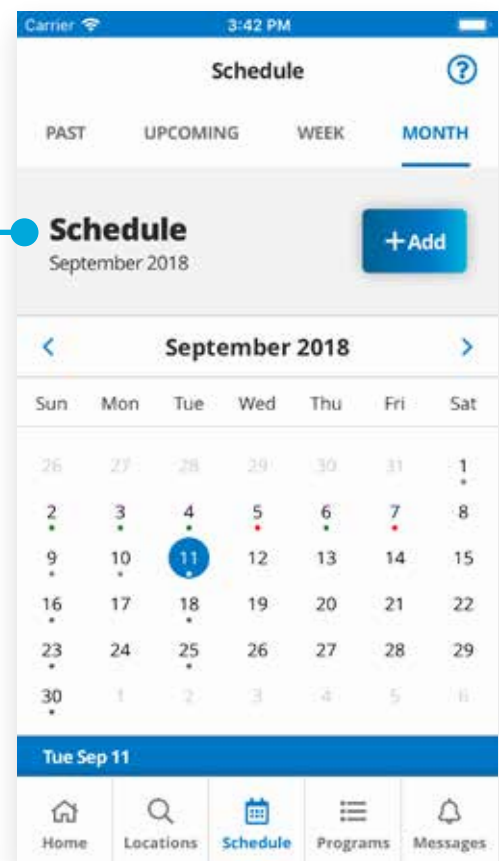 Carrier 3:42 PM
Schedule ?
PAST UPCOMING WEEK MONTH
Schedule
September 2018
+Add
< September 2018 >
Sun Mon Tue Wed Thu Fri Sat
26 27 28 29 30 31 1
2 3 4 5 6 7 8
9 10 11 12 13 14 15
16 17 18 19 20 21 22
23 24 25 26 27 28 29
30 1 2 3 4 5 6
Tue Sep 11
Home Locations Schedule Programs Messages